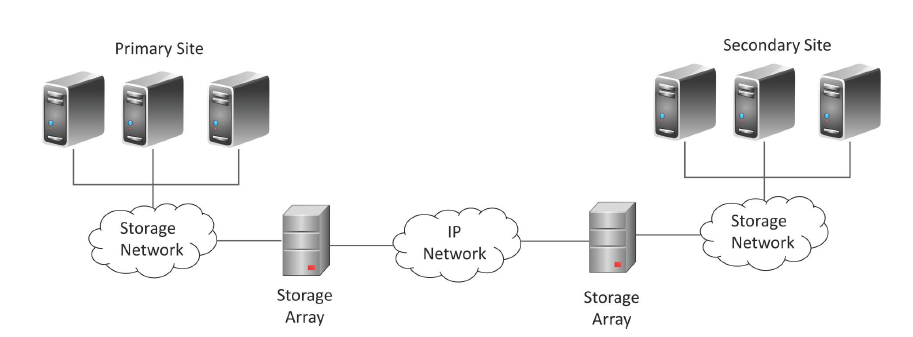 Primary Site
Secondary Site
Storage
Network
IP
Network
Storage
Network
Storage
Array
Storage
Array